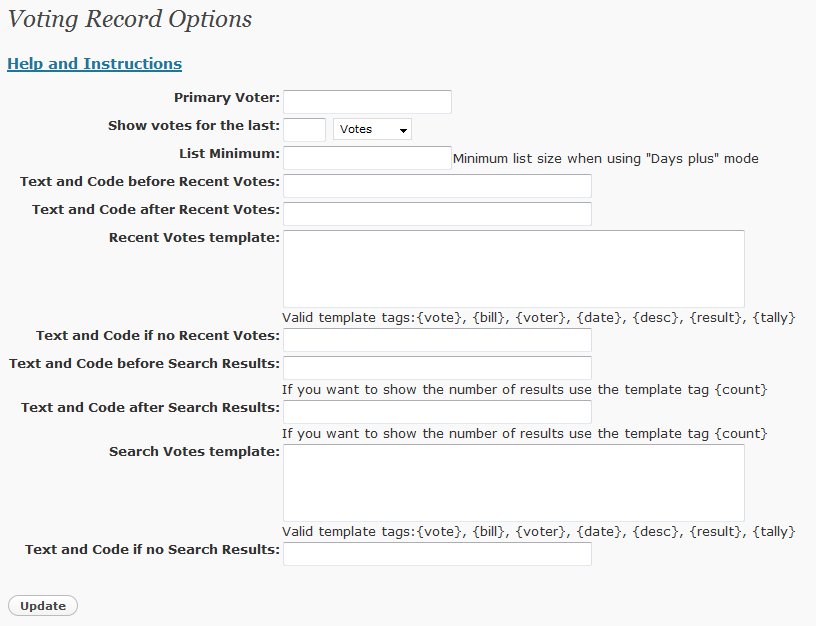 Voting Record Options
Help and Instructions
Primary Voter:
Show votes for the last: Votes
List Minimum: Minimum list size when using "Days plus" mode
Text and Code before Recent Votes:
Text and Code after Recent Votes:
Recent Votes template:
Valid template tags:{vote}, {bill}, {voter}, {date}, {desc}, {result}, {tally}
Text and Code if no Recent Votes:
Text and Code before Search Results:
If you want to show the number of results use the template tag {count}
Text and Code after Search Results:
If you want to show the number of results use the template tag {count}
Search Votes template:
Valid template tags:{vote}, {bill}, {voter}, {date}, {desc}, {result}, {tally}
Text and Code if no Search Results:
Update